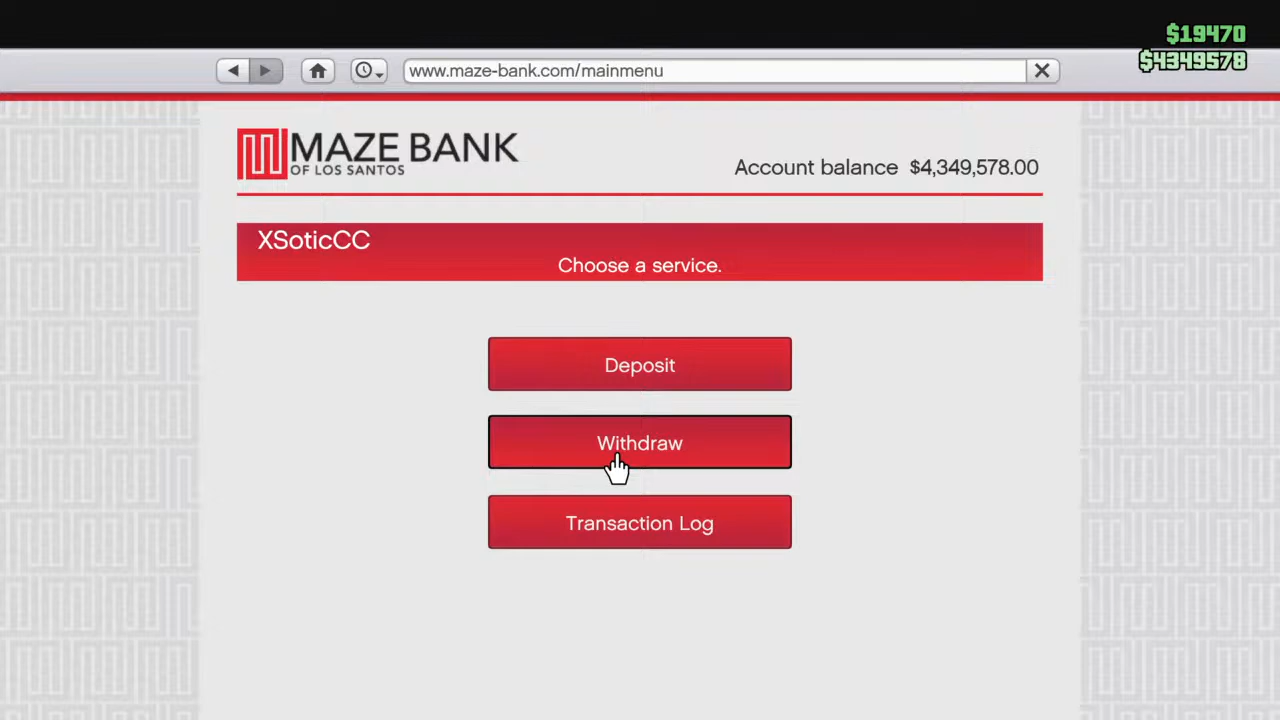 $19470
$4349578
www.maze-bank.com/mainmenu
MAZE BANK
OF LOS SANTOS
Account balance $4,349,578.00
XSoticCC
Choose a service.
Deposit
Withdraw
Transaction Log